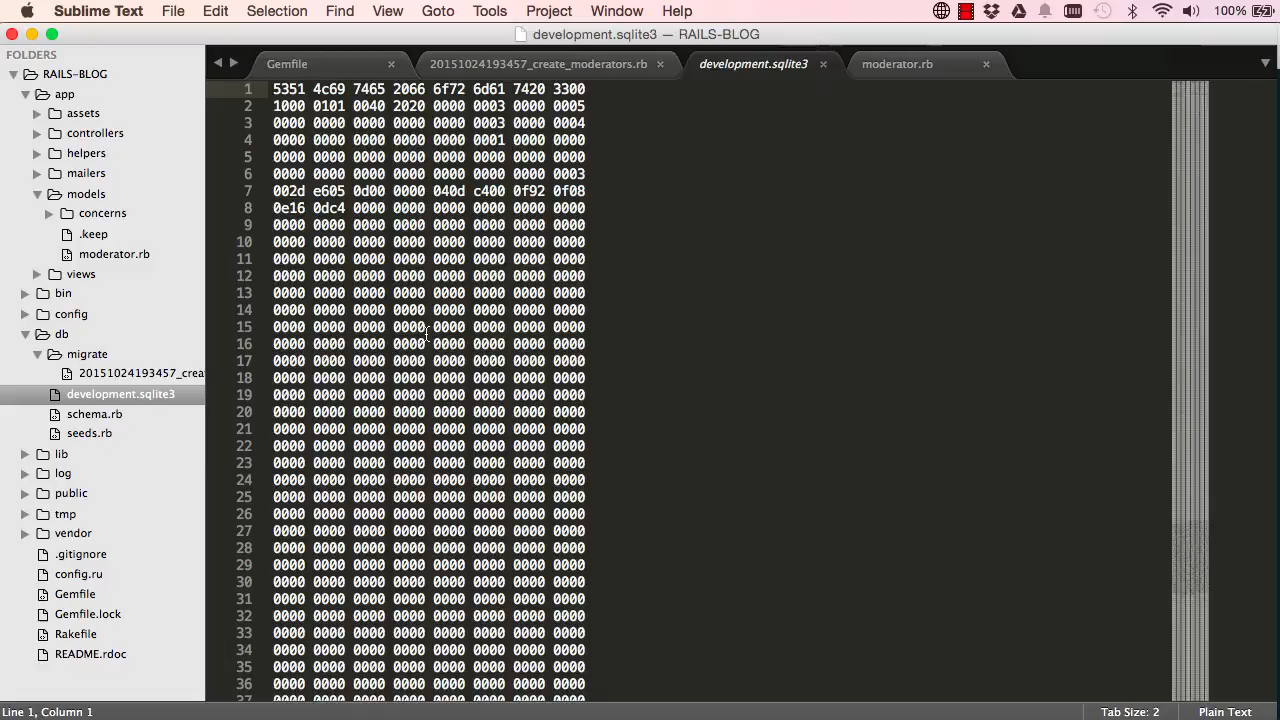 Sublime Text File Edit Selection Find View Goto Tools Project Window Help 100%
development.sqlite3 — RAILS-BLOG
FOLDERS
RAILS-BLOG
app
assets
controllers
helpers
mailers
models
concerns
.keep
moderator.rb
views
bin
config
db
migrate
20151024193457_crea
development.sqlite3
schema.rb
seeds.rb
lib
log
public
tmp
vendor
.gitignore
config.ru
Gemfile
Gemfile.lock
Rakefile
README.rdoc
Gemfile × 20151024193457_create_moderators.rb × development.sqlite3 × moderator.rb ×
1 5351 4c69 7465 2066 6f72 6d61 7420 3300
2 1000 0101 0040 2020 0000 0003 0000 0005
3 0000 0000 0000 0000 0000 0003 0000 0004
4 0000 0000 0000 0000 0000 0001 0000 0000
5 0000 0000 0000 0000 0000 0000 0000 0000
6 0000 0000 0000 0000 0000 0000 0000 0003
7 002d e605 0d00 0000 040d c400 0f92 0f08
8 0e16 0dc4 0000 0000 0000 0000 0000 0000
9 0000 0000 0000 0000 0000 0000 0000 0000
10 0000 0000 0000 0000 0000 0000 0000 0000
11 0000 0000 0000 0000 0000 0000 0000 0000
12 0000 0000 0000 0000 0000 0000 0000 0000
13 0000 0000 0000 0000 0000 0000 0000 0000
14 0000 0000 0000 0000 0000 0000 0000 0000
15 0000 0000 0000 0000 0000 0000 0000 0000
16 0000 0000 0000 0000 0000 0000 0000 0000
17 0000 0000 0000 0000 0000 0000 0000 0000
18 0000 0000 0000 0000 0000 0000 0000 0000
19 0000 0000 0000 0000 0000 0000 0000 0000
20 0000 0000 0000 0000 0000 0000 0000 0000
21 0000 0000 0000 0000 0000 0000 0000 0000
22 0000 0000 0000 0000 0000 0000 0000 0000
23 0000 0000 0000 0000 0000 0000 0000 0000
24 0000 0000 0000 0000 0000 0000 0000 0000
25 0000 0000 0000 0000 0000 0000 0000 0000
26 0000 0000 0000 0000 0000 0000 0000 0000
27 0000 0000 0000 0000 0000 0000 0000 0000
28 0000 0000 0000 0000 0000 0000 0000 0000
29 0000 0000 0000 0000 0000 0000 0000 0000
30 0000 0000 0000 0000 0000 0000 0000 0000
31 0000 0000 0000 0000 0000 0000 0000 0000
32 0000 0000 0000 0000 0000 0000 0000 0000
33 0000 0000 0000 0000 0000 0000 0000 0000
34 0000 0000 0000 0000 0000 0000 0000 0000
35 0000 0000 0000 0000 0000 0000 0000 0000
36 0000 0000 0000 0000 0000 0000 0000 0000
37 0000 0000 0000 0000 0000 0000 0000 0000
Line 1, Column 1 Tab Size: 2 Plain Text